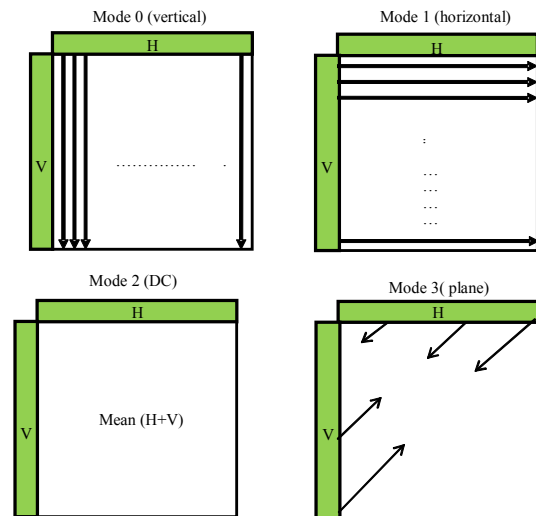 Mode 0 (vertical)
H
V
Mode 1 (horizontal)
H
V
Mode 2 (DC)
H
V
Mean (H+V)
Mode 3( plane)
H
V